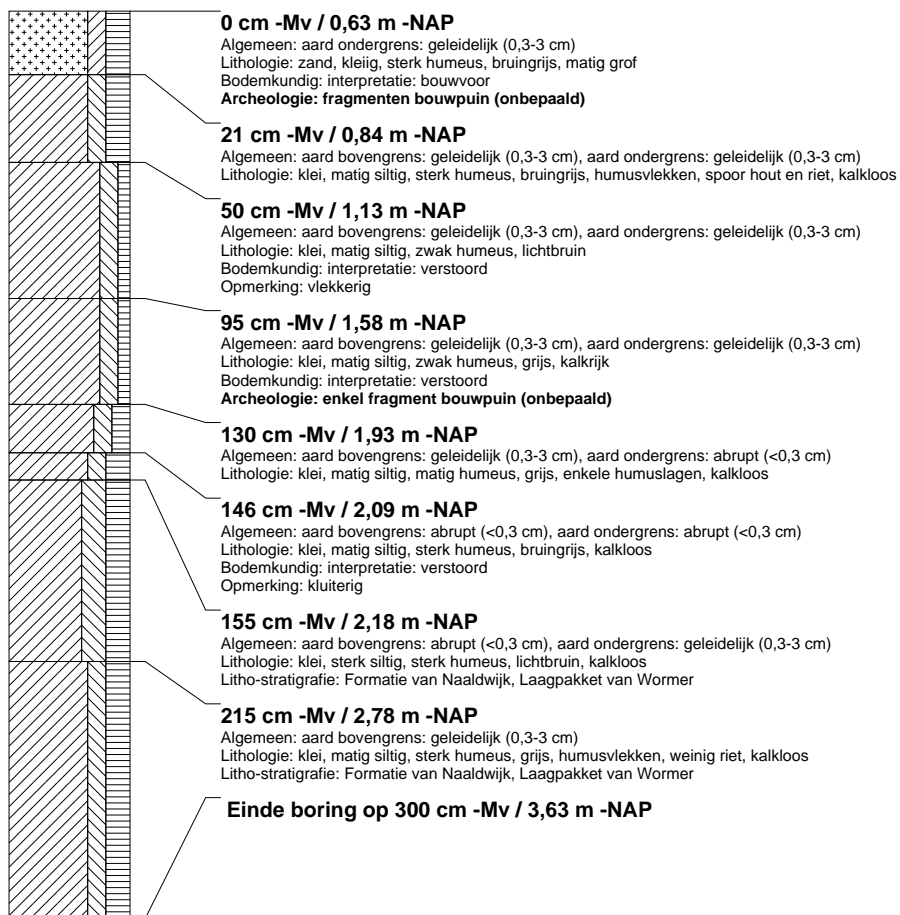 0 cm -Mv / 0,63 m -NAP
Algemeen: aard ondergrens: geleidelijk (0,3-3 cm)
Lithologie: zand, kleiig, sterk humeus, bruingrijs, matig grof
Bodemkundig: interpretatie: bouwvoor
Archeologie: fragmenten bouwpuin (onbepaald)
21 cm -Mv / 0,84 m -NAP
Algemeen: aard bovengrens: geleidelijk (0,3-3 cm), aard ondergrens: geleidelijk (0,3-3 cm)
Lithologie: klei, matig siltig, sterk humeus, bruingrijs, humusvlekken, spoor hout en riet, kalkloos
50 cm -Mv / 1,13 m -NAP
Algemeen: aard bovengrens: geleidelijk (0,3-3 cm), aard ondergrens: geleidelijk (0,3-3 cm)
Lithologie: klei, matig siltig, zwak humeus, lichtbruin
Bodemkundig: interpretatie: verstoord
Opmerking: vlekkerig
95 cm -Mv / 1,58 m -NAP
Algemeen: aard bovengrens: geleidelijk (0,3-3 cm), aard ondergrens: geleidelijk (0,3-3 cm)
Lithologie: klei, matig siltig, zwak humeus, grijs, kalkrijk
Bodemkundig: interpretatie: verstoord
Archeologie: enkel fragment bouwpuin (onbepaald)
130 cm -Mv / 1,93 m -NAP
Algemeen: aard bovengrens: geleidelijk (0,3-3 cm), aard ondergrens: abrupt (<0,3 cm)
Lithologie: klei, matig siltig, matig humeus, grijs, enkele humuslagen, kalkloos
146 cm -Mv / 2,09 m -NAP
Algemeen: aard bovengrens: abrupt (<0,3 cm), aard ondergrens: abrupt (<0,3 cm)
Lithologie: klei, matig siltig, sterk humeus, bruingrijs, kalkloos
Bodemkundig: interpretatie: verstoord
Opmerking: kluiterig
155 cm -Mv / 2,18 m -NAP
Algemeen: aard bovengrens: abrupt (<0,3 cm), aard ondergrens: geleidelijk (0,3-3 cm)
Lithologie: klei, sterk siltig, sterk humeus, lichtbruin, kalkloos
Litho-stratigrafie: Formatie van Naaldwijk, Laagpakket van Wormer
215 cm -Mv / 2,78 m -NAP
Algemeen: aard bovengrens: geleidelijk (0,3-3 cm)
Lithologie: klei, matig siltig, sterk humeus, grijs, humusvlekken, weinig riet, kalkloos
Litho-stratigrafie: Formatie van Naaldwijk, Laagpakket van Wormer
Einde boring op 300 cm -Mv / 3,63 m -NAP